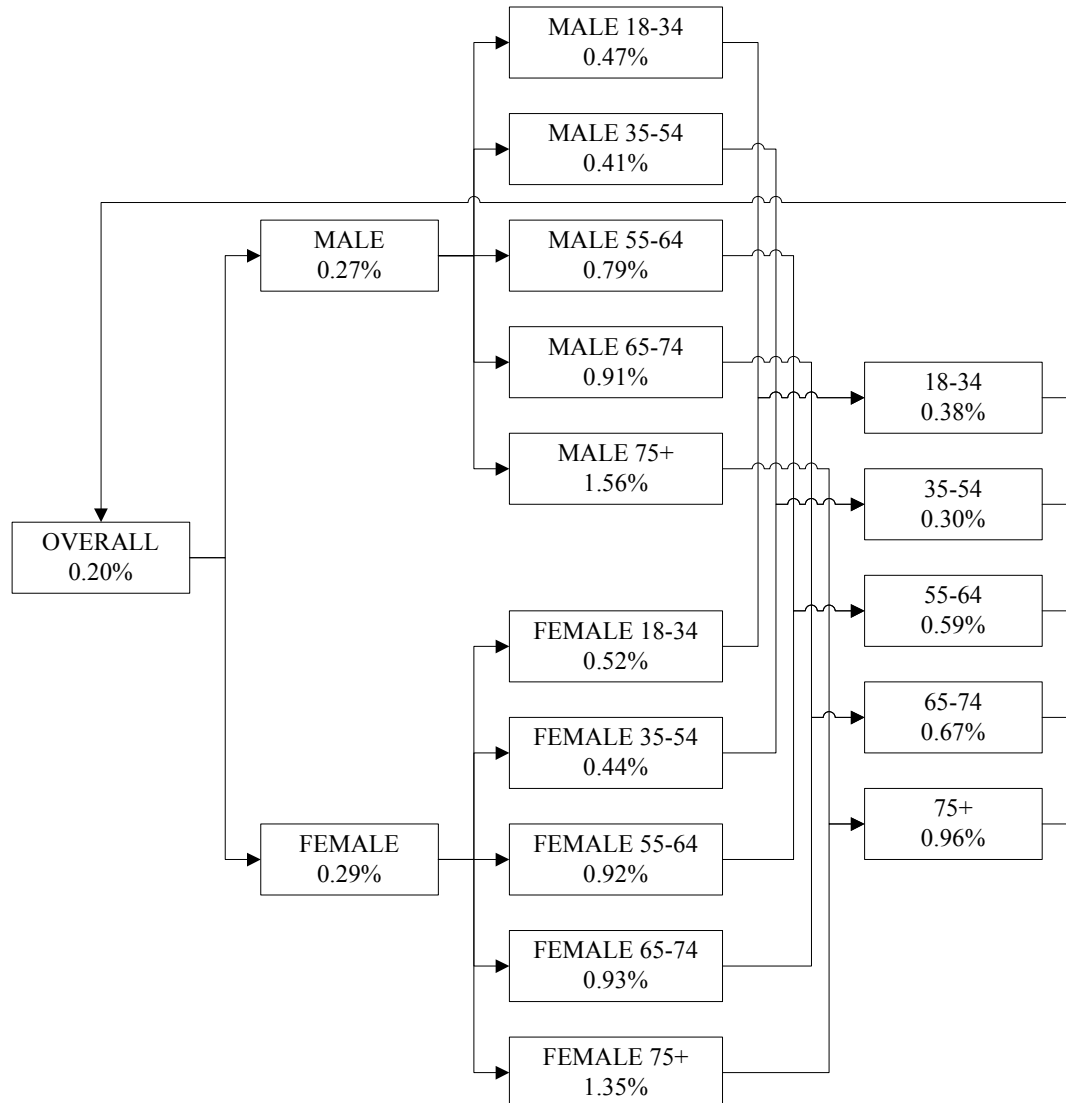 MALE 18-34
0.47%
MALE 35-54
0.41%
MALE
0.27%
MALE 55-64
0.79%
MALE 65-74
0.91%
18-34
0.38%
MALE 75+
1.56%
35-54
0.30%
OVERALL
0.20%
55-64
0.59%
FEMALE 18-34
0.52%
65-74
0.67%
FEMALE 35-54
0.44%
75+
0.96%
FEMALE
0.29%
FEMALE 55-64
0.92%
FEMALE 65-74
0.93%
FEMALE 75+
1.35%